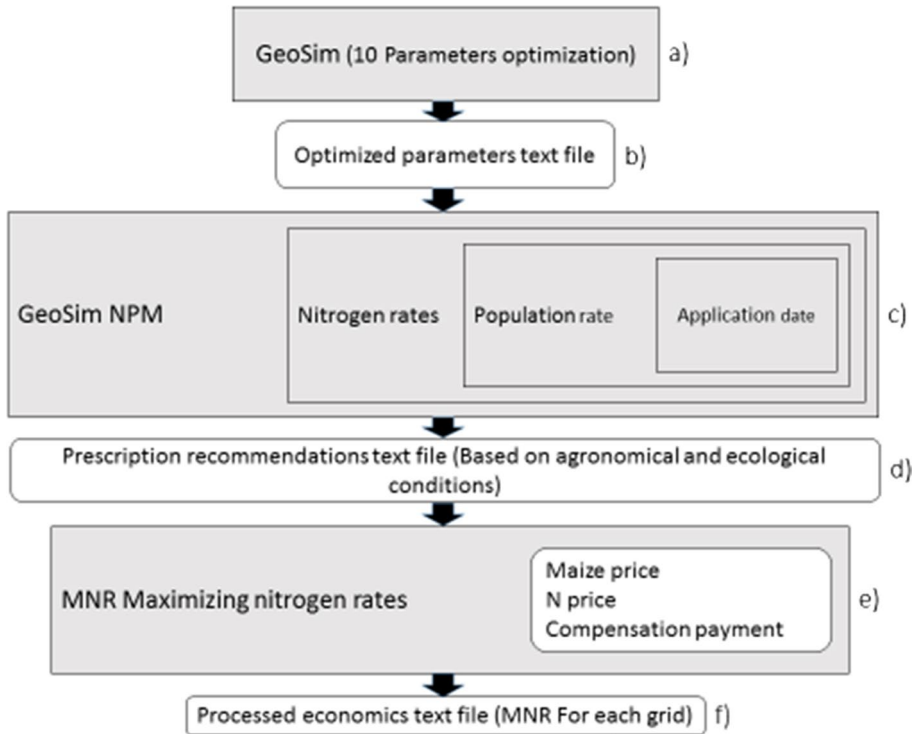 GeoSim (10 Parameters optimization)
a)
Optimized parameters text file
b)
GeoSim NPM
Nitrogen rates
Population rate
Application date
c)
Prescription recommendations text file (Based on agronomical and ecological
conditions)
d)
MNR Maximizing nitrogen rates
Maize price
N price
Compensation payment
e)
Processed economics text file (MNR For each grid)
f)